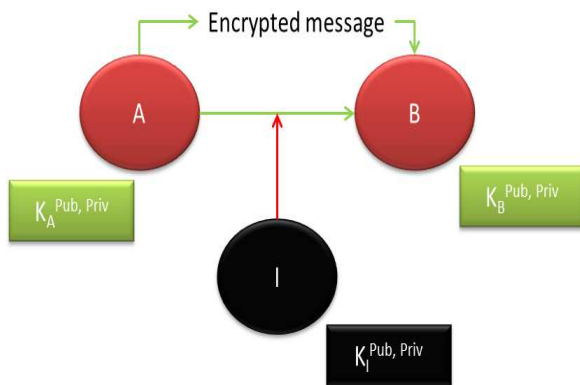 Encrypted message
A
B
K_A^Pub, Priv
K_B^Pub, Priv
I
K_I^Pub, Priv